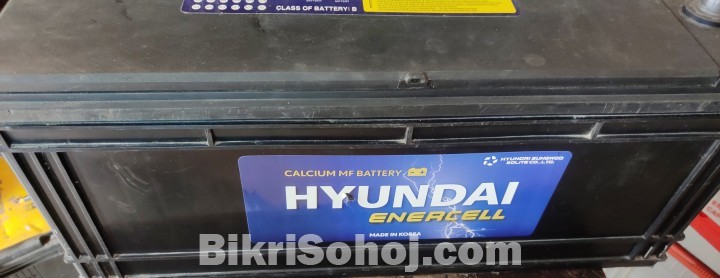 CLASS OF BATTERY: B
CALCIUM MF BATTERY
HYUNDAI SUNGWOO
SOLITE CO., LTD.
HYUNDAI
ENERCELL
MADE IN KOREA
BikriSohoj.com